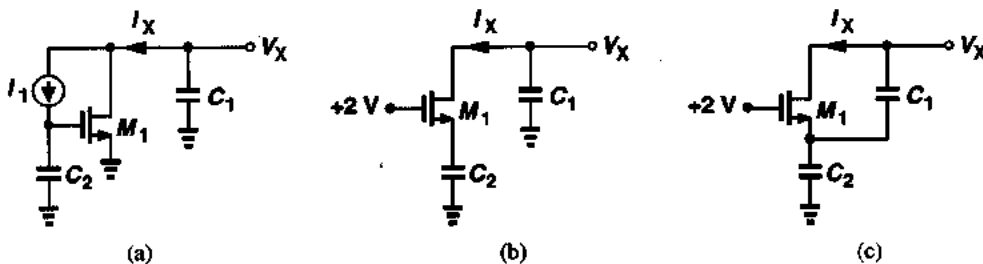 I_X
V_X
I_1
C_1
M_1
C_2
(a)
I_X
V_X
+2 V
C_1
M_1
C_2
(b)
I_X
V_X
+2 V
C_1
M_1
C_2
(c)